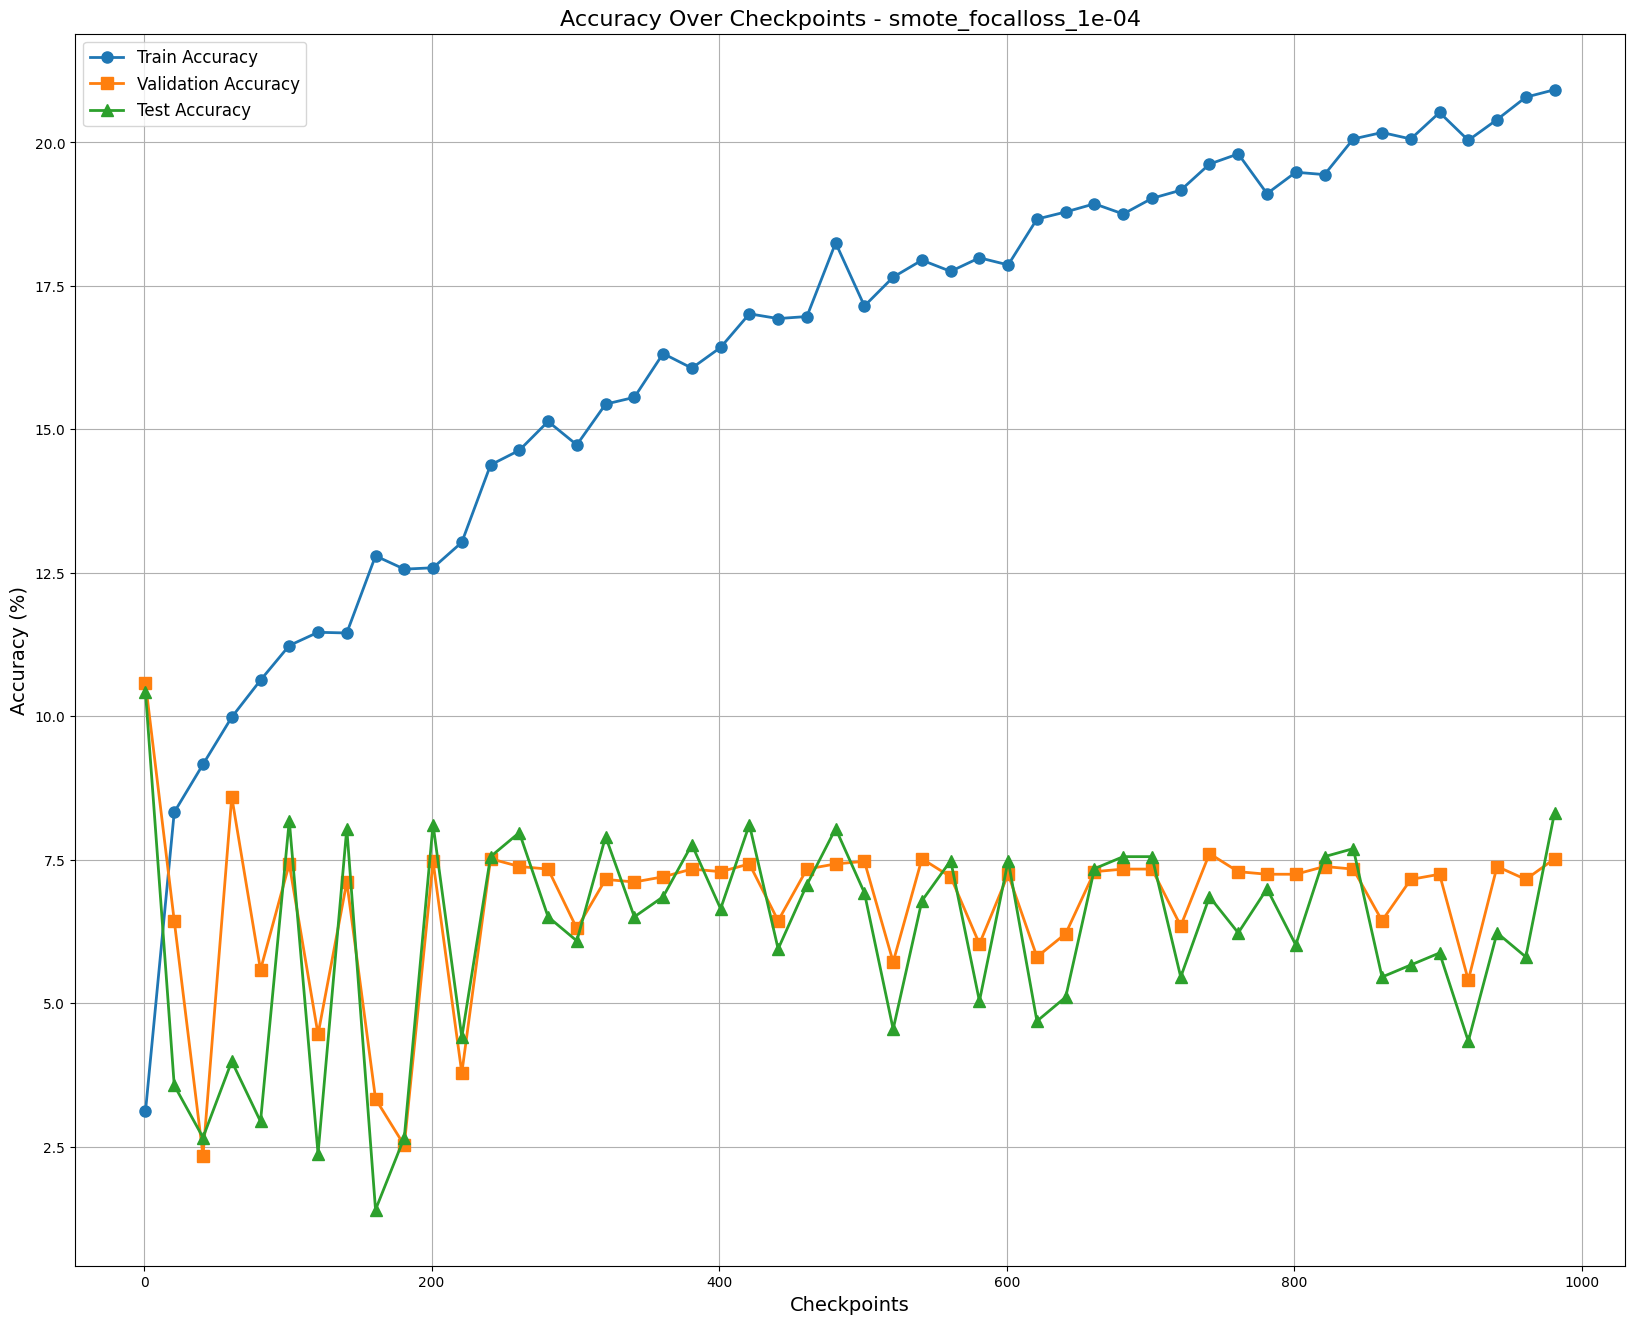 Accuracy Over Checkpoints - smote_focalloss_1e-04
Train Accuracy
Validation Accuracy
Test Accuracy
20.0
17.5
15.0
12.5
10.0
7.5
5.0
2.5
Accuracy (%)
0 200 400 600 800 1000
Checkpoints